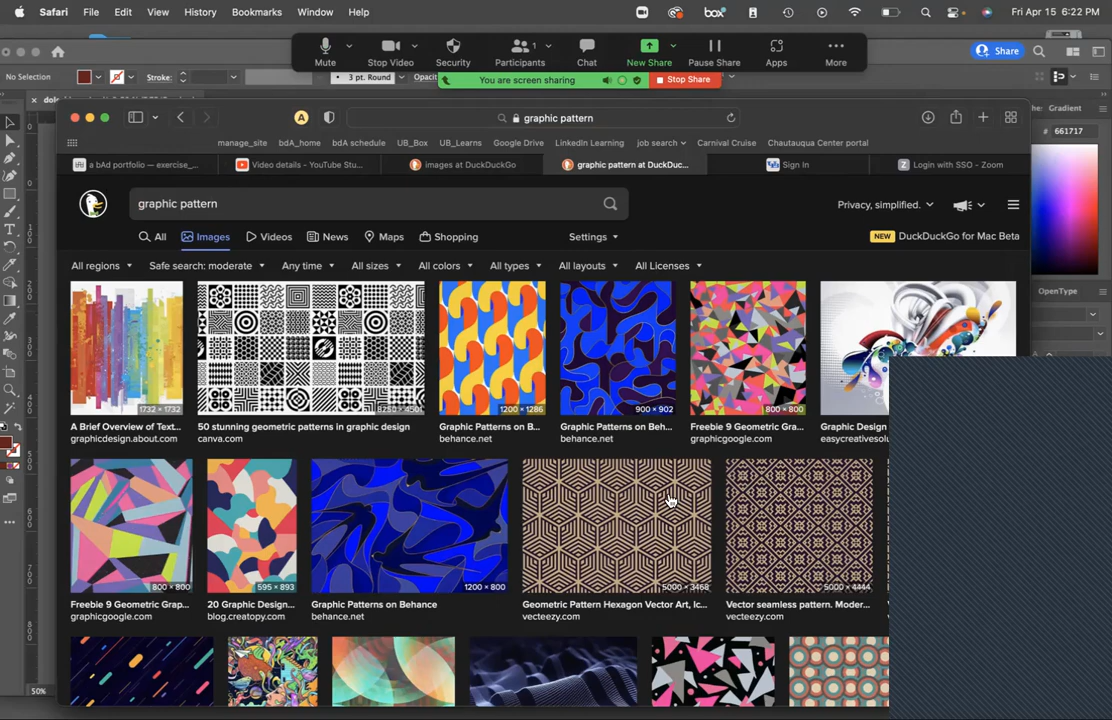 Safari File Edit View History Bookmarks Window Help box Fri Apr 15 6:22 PM
Share
Mute Stop Video Security Participants 1 Chat New Share Pause Share Apps More
No Selection Stroke: 3 pt. Round
You are screen sharing Stop Share
graphic pattern
Gradient
# 661717
manage_site bdA_home bdA schedule UB_Box UB_Learns Google Drive LinkedIn Learning job search Carnival Cruise Chautauqua Center portal
a bAd portfolio — exercise_... Video details - YouTube Stu... images at DuckDuckGo graphic pattern at DuckDuc... Sign In Login with SSO - Zoom
graphic pattern
Privacy, simplified.
All Images Videos News Maps Shopping Settings
NEW DuckDuckGo for Mac Beta
All regions Safe search: moderate Any time All sizes All colors All types All layouts All Licenses
OpenType
1732 × 1732 8250 × 4501 1200 × 1286 900 × 902 800 × 800
A Brief Overview of Text... 50 stunning geometric patterns in graphic design Graphic Patterns on B... Graphic Patterns on Beh... Freebie 9 Geometric Gra... Graphic Design
graphicdesign.about.com canva.com behance.net behance.net graphicgoogle.com easycreativesolu
800 × 800 595 × 893 1200 × 800 5000 × 3468 5000 × 4444
Freebie 9 Geometric Grap... 20 Graphic Design... Graphic Patterns on Behance Geometric Pattern Hexagon Vector Art, Ic... Vector seamless pattern. Moder...
graphicgoogle.com blog.creatopy.com behance.net vecteezy.com vecteezy.com
50%